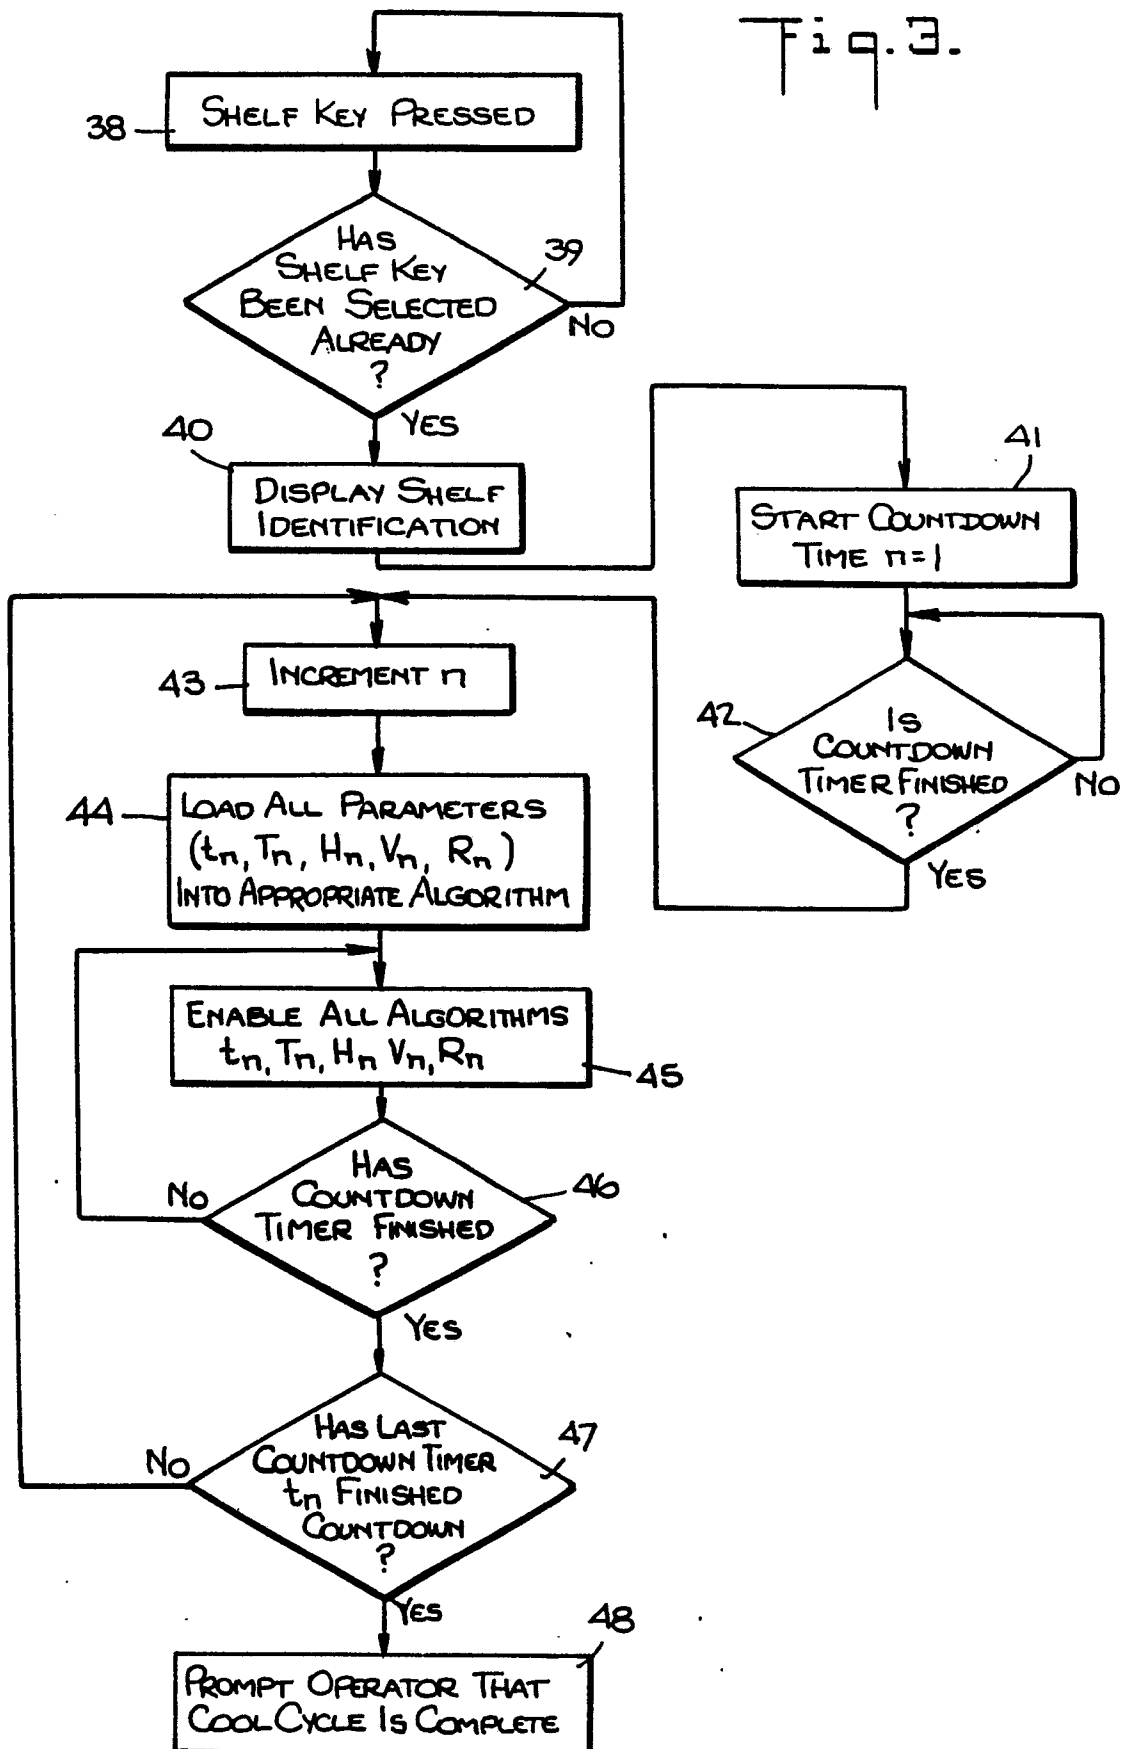 Fig.3.
SHELF KEY PRESSED
38
HAS
SHELF KEY
BEEN SELECTED
ALREADY
?
39
NO
YES
40
DISPLAY SHELF
IDENTIFICATION
41
START COUNTDOWN
TIME n=1
42
IS
COUNTDOWN
TIMER FINISHED
?
NO
YES
43
INCREMENT n
44
LOAD ALL PARAMETERS
(tn, Tn, Hn, Vn, Rn)
INTO APPROPRIATE ALGORITHM
ENABLE ALL ALGORITHMS
tn, Tn, Hn Vn, Rn
45
HAS
COUNTDOWN
TIMER FINISHED
?
46
NO
YES
HAS LAST
COUNTDOWN TIMER
tn FINISHED
COUNTDOWN
?
47
NO
YES
48
PROMPT OPERATOR THAT
COOL CYCLE IS COMPLETE